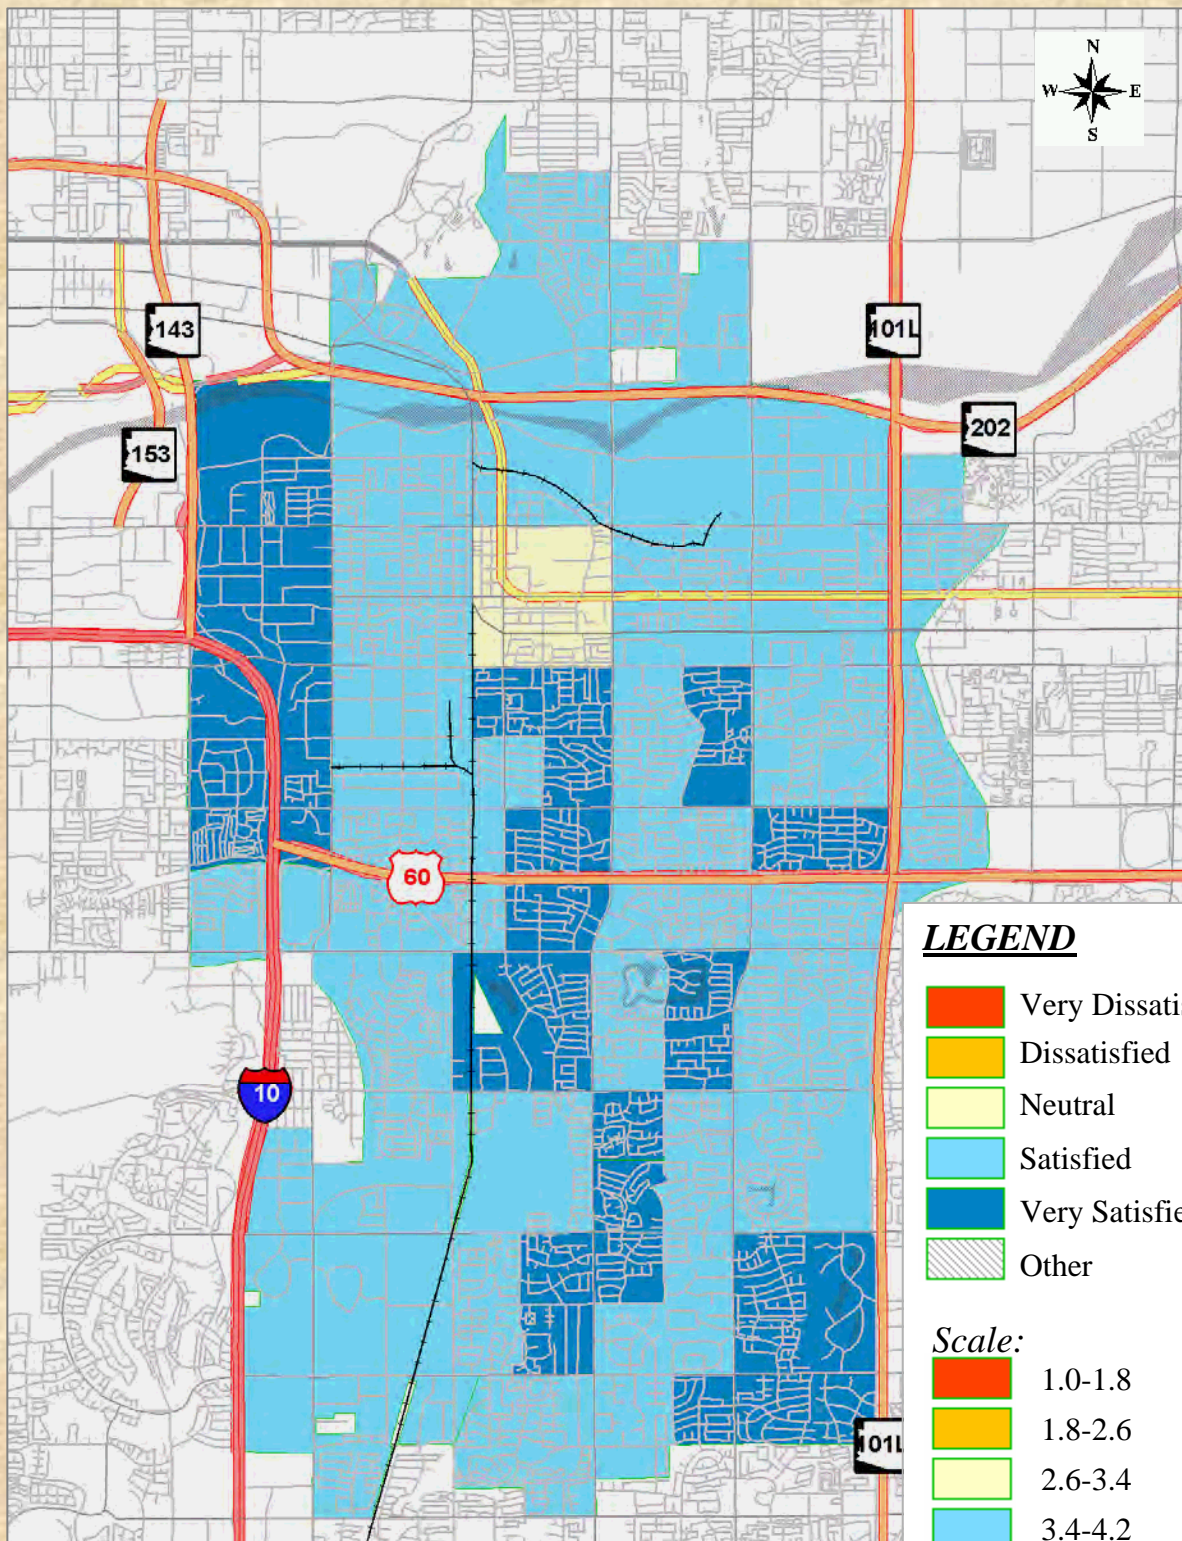 N
W E
S
143
101L
202
153
60
10
101L
LEGEND
Very Dissatis
Dissatisfied
Neutral
Satisfied
Very Satisfie
Other
Scale:
1.0-1.8
1.8-2.6
2.6-3.4
3.4-4.2